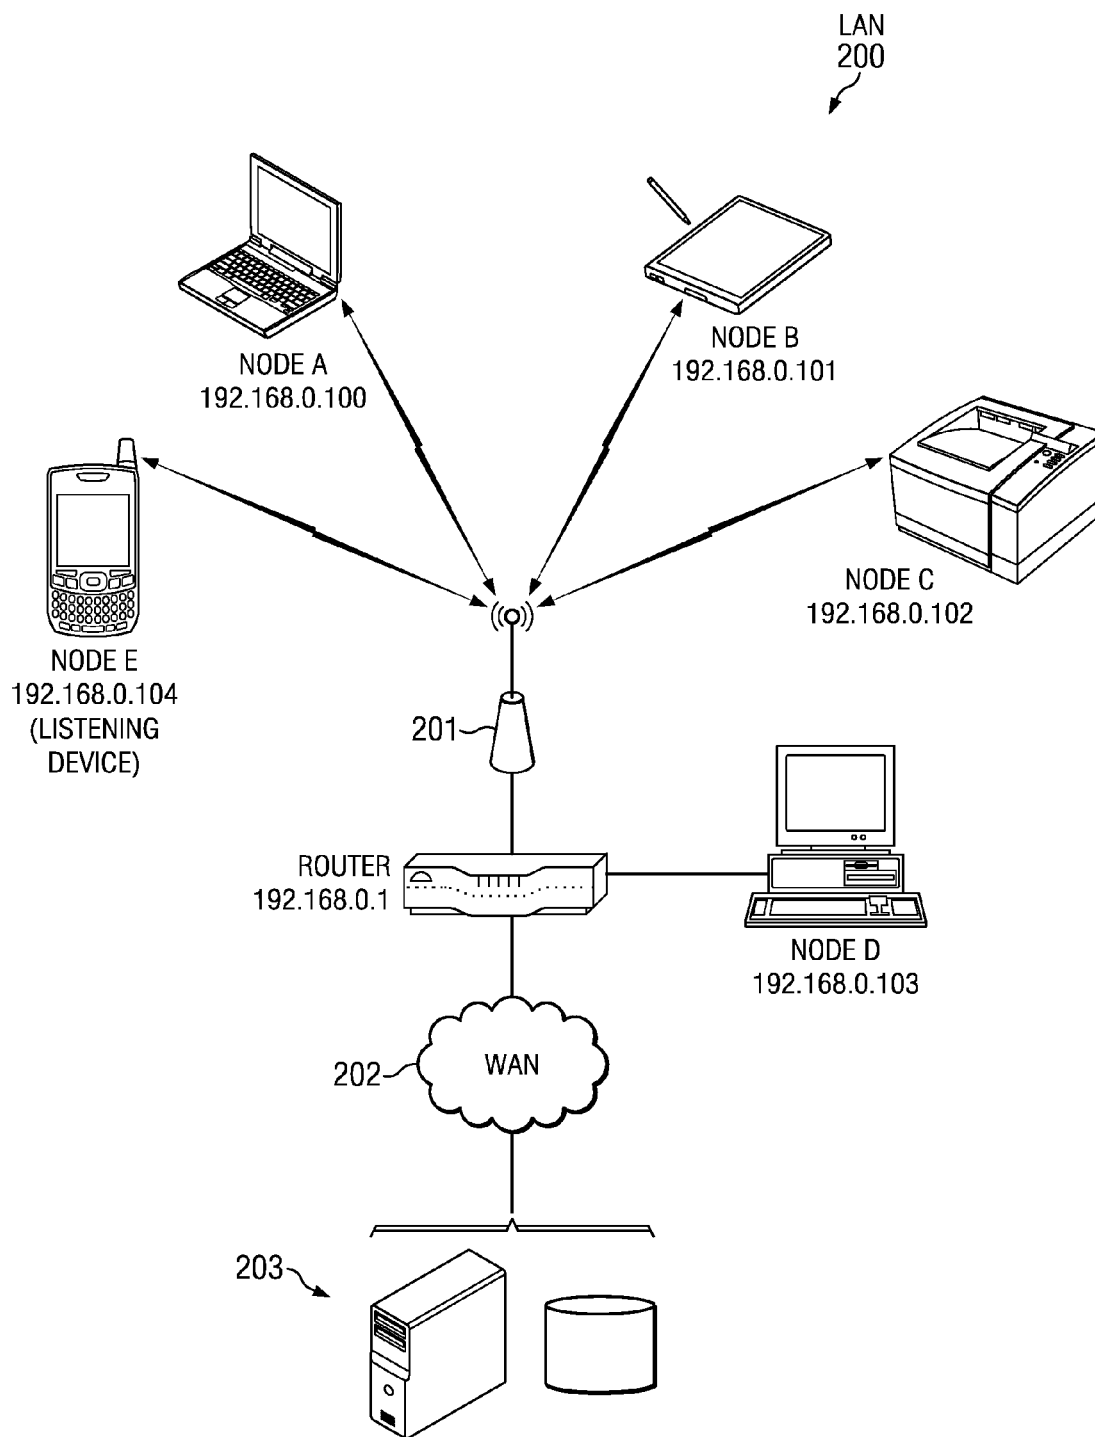 LAN
200
NODE A
192.168.0.100
NODE B
192.168.0.101
NODE C
192.168.0.102
NODE E
192.168.0.104
(LISTENING
DEVICE)
201
ROUTER
192.168.0.1
NODE D
192.168.0.103
202
WAN
203